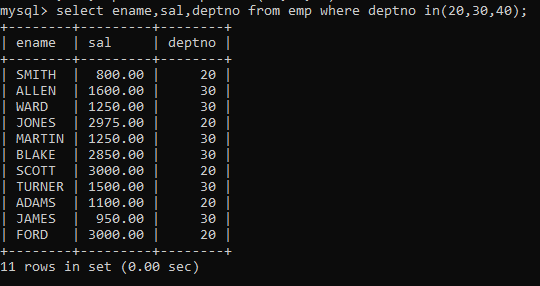 mysql> select ename,sal,deptno from emp where deptno in(20,30,40);
+--------+---------+--------+
| ename  | sal     | deptno |
+--------+---------+--------+
| SMITH  |  800.00 |     20 |
| ALLEN  | 1600.00 |     30 |
| WARD   | 1250.00 |     30 |
| JONES  | 2975.00 |     20 |
| MARTIN | 1250.00 |     30 |
| BLAKE  | 2850.00 |     30 |
| SCOTT  | 3000.00 |     20 |
| TURNER | 1500.00 |     30 |
| ADAMS  | 1100.00 |     20 |
| JAMES  |  950.00 |     30 |
| FORD   | 3000.00 |     20 |
+--------+---------+--------+
11 rows in set (0.00 sec)